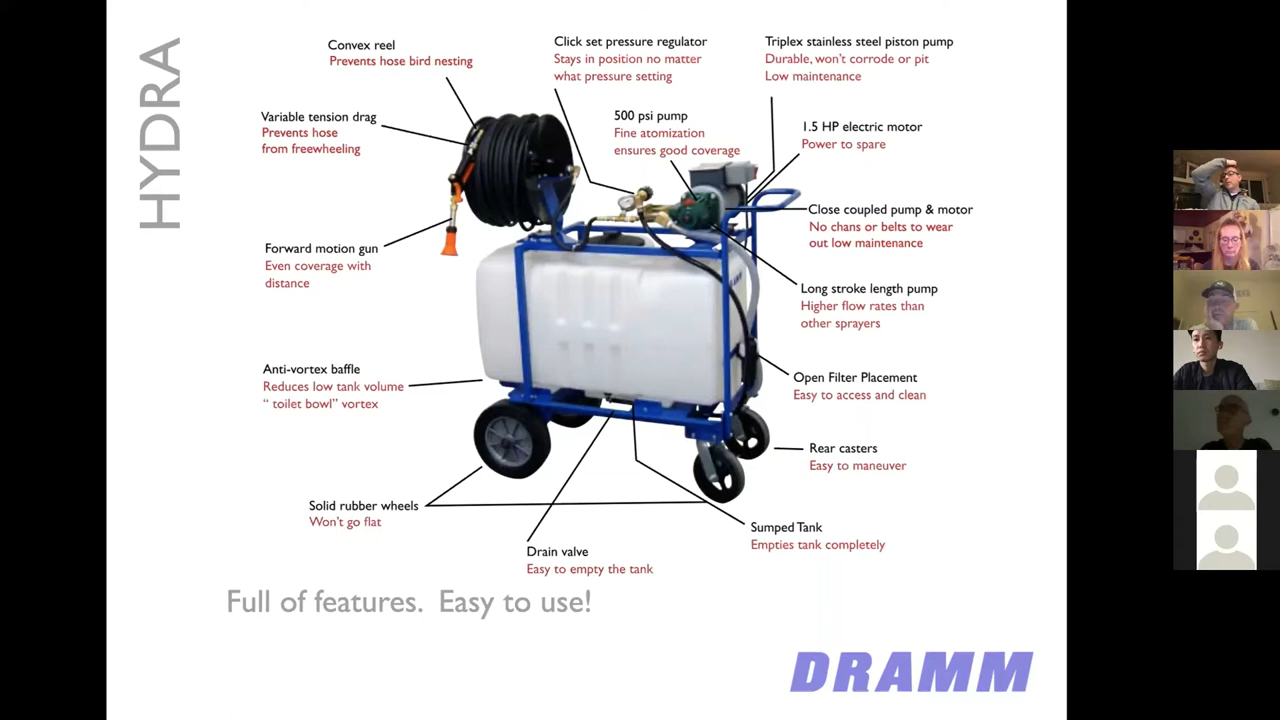 HYDRA
Convex reel
Prevents hose bird nesting
Click set pressure regulator
Stays in position no matter
what pressure setting
Triplex stainless steel piston pump
Durable, won't corrode or pit
Low maintenance
Variable tension drag
Prevents hose
from freewheeling
500 psi pump
Fine atomization
ensures good coverage
1.5 HP electric motor
Power to spare
Close coupled pump & motor
No chans or belts to wear
out low maintenance
Forward motion gun
Even coverage with
distance
Long stroke length pump
Higher flow rates than
other sprayers
Anti-vortex baffle
Reduces low tank volume
“ toilet bowl” vortex
Open Filter Placement
Easy to access and clean
Rear casters
Easy to maneuver
Solid rubber wheels
Won't go flat
Sumped Tank
Empties tank completely
Drain valve
Easy to empty the tank
Full of features. Easy to use!
DRAMM